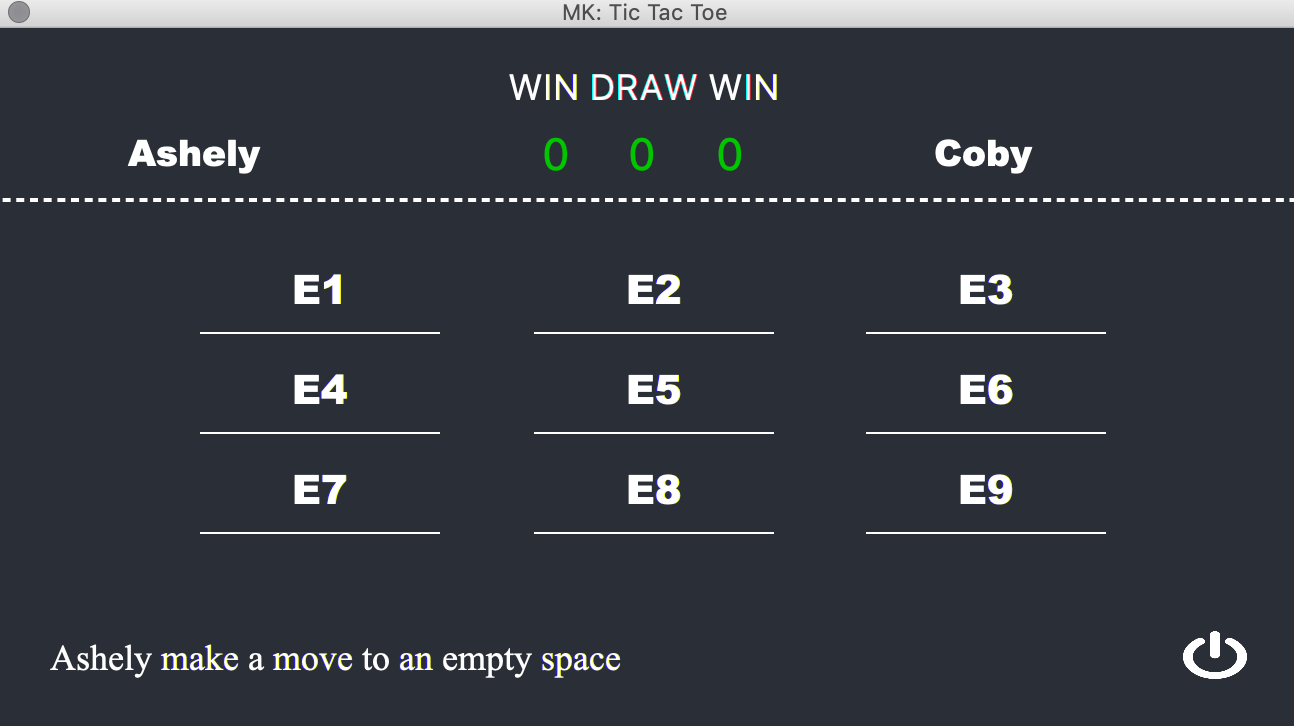 MK: Tic Tac Toe
WIN DRAW WIN
Ashely 0 0 0 Coby
E1 E2 E3
E4 E5 E6
E7 E8 E9
Ashely make a move to an empty space